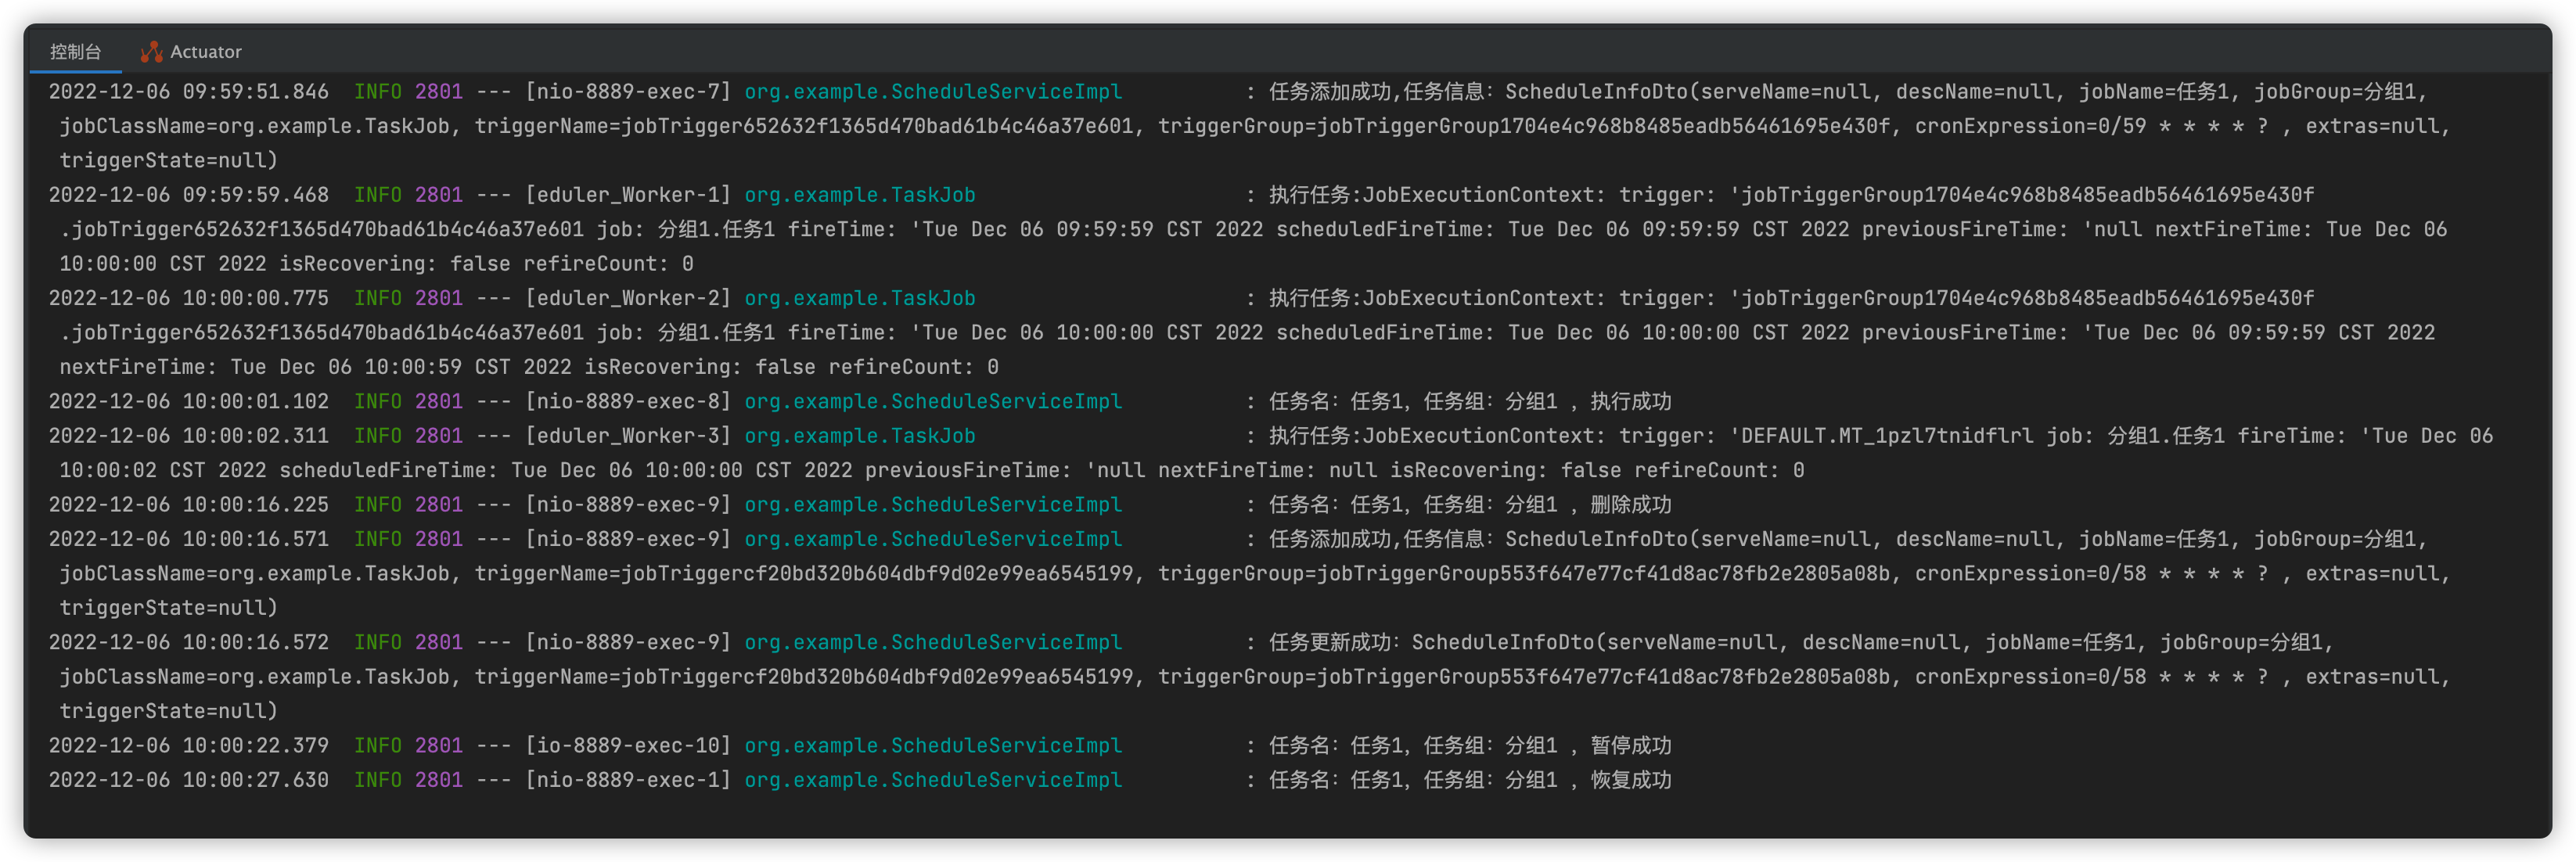 控制台 Actuator
2022-12-06 09:59:51.846  INFO 2801 --- [nio-8889-exec-7] org.example.ScheduleServiceImpl          : 任务添加成功,任务信息：ScheduleInfoDto(serveName=null, descName=null, jobName=任务1, jobGroup=分组1,
jobClassName=org.example.TaskJob, triggerName=jobTrigger652632f1365d470bad61b4c46a37e601, triggerGroup=jobTriggerGroup1704e4c968b8485eadb56461695e430f, cronExpression=0/59 * * * * ? , extras=null,
triggerState=null)
2022-12-06 09:59:59.468  INFO 2801 --- [eduler_Worker-1] org.example.TaskJob                      : 执行任务:JobExecutionContext: trigger: 'jobTriggerGroup1704e4c968b8485eadb56461695e430f
.jobTrigger652632f1365d470bad61b4c46a37e601 job: 分组1.任务1 fireTime: 'Tue Dec 06 09:59:59 CST 2022 scheduledFireTime: Tue Dec 06 09:59:59 CST 2022 previousFireTime: 'null nextFireTime: Tue Dec 06
10:00:00 CST 2022 isRecovering: false refireCount: 0
2022-12-06 10:00:00.775  INFO 2801 --- [eduler_Worker-2] org.example.TaskJob                      : 执行任务:JobExecutionContext: trigger: 'jobTriggerGroup1704e4c968b8485eadb56461695e430f
.jobTrigger652632f1365d470bad61b4c46a37e601 job: 分组1.任务1 fireTime: 'Tue Dec 06 10:00:00 CST 2022 scheduledFireTime: Tue Dec 06 10:00:00 CST 2022 previousFireTime: 'Tue Dec 06 09:59:59 CST 2022
nextFireTime: Tue Dec 06 10:00:59 CST 2022 isRecovering: false refireCount: 0
2022-12-06 10:00:01.102  INFO 2801 --- [nio-8889-exec-8] org.example.ScheduleServiceImpl          : 任务名：任务1，任务组：分组1 ，执行成功
2022-12-06 10:00:02.311  INFO 2801 --- [eduler_Worker-3] org.example.TaskJob                      : 执行任务:JobExecutionContext: trigger: 'DEFAULT.MT_1pzl7tnidflrl job: 分组1.任务1 fireTime: 'Tue Dec 06
10:00:02 CST 2022 scheduledFireTime: Tue Dec 06 10:00:00 CST 2022 previousFireTime: 'null nextFireTime: null isRecovering: false refireCount: 0
2022-12-06 10:00:16.225  INFO 2801 --- [nio-8889-exec-9] org.example.ScheduleServiceImpl          : 任务名：任务1，任务组：分组1 ，删除成功
2022-12-06 10:00:16.571  INFO 2801 --- [nio-8889-exec-9] org.example.ScheduleServiceImpl          : 任务添加成功,任务信息：ScheduleInfoDto(serveName=null, descName=null, jobName=任务1, jobGroup=分组1,
jobClassName=org.example.TaskJob, triggerName=jobTriggercf20bd320b604dbf9d02e99ea6545199, triggerGroup=jobTriggerGroup553f647e77cf41d8ac78fb2e2805a08b, cronExpression=0/58 * * * * ? , extras=null,
triggerState=null)
2022-12-06 10:00:16.572  INFO 2801 --- [nio-8889-exec-9] org.example.ScheduleServiceImpl          : 任务更新成功：ScheduleInfoDto(serveName=null, descName=null, jobName=任务1, jobGroup=分组1,
jobClassName=org.example.TaskJob, triggerName=jobTriggercf20bd320b604dbf9d02e99ea6545199, triggerGroup=jobTriggerGroup553f647e77cf41d8ac78fb2e2805a08b, cronExpression=0/58 * * * * ? , extras=null,
triggerState=null)
2022-12-06 10:00:22.379  INFO 2801 --- [io-8889-exec-10] org.example.ScheduleServiceImpl          : 任务名：任务1，任务组：分组1 ，暂停成功
2022-12-06 10:00:27.630  INFO 2801 --- [nio-8889-exec-1] org.example.ScheduleServiceImpl          : 任务名：任务1，任务组：分组1 ，恢复成功